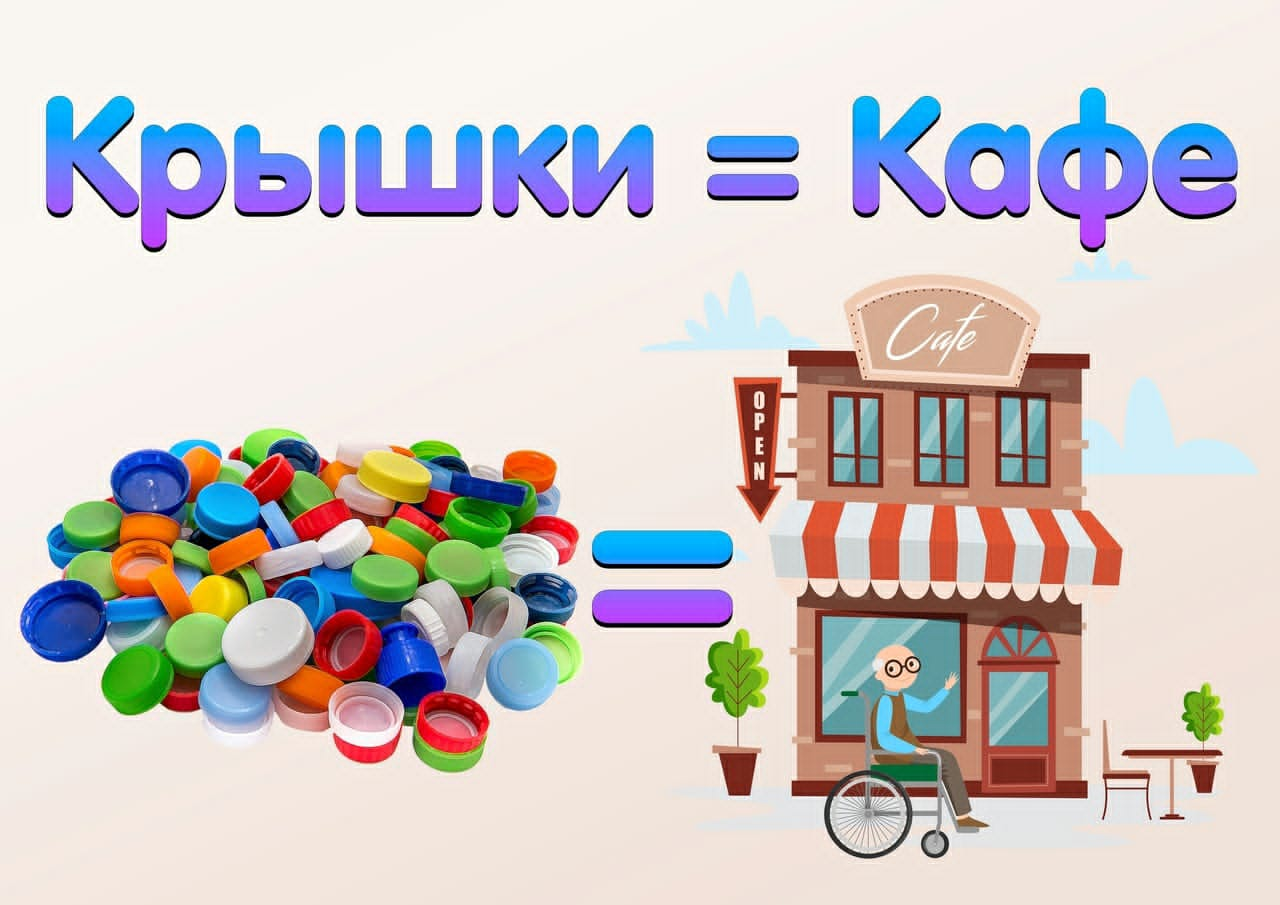 Крышки = Кафе
Cafe
OPEN
=